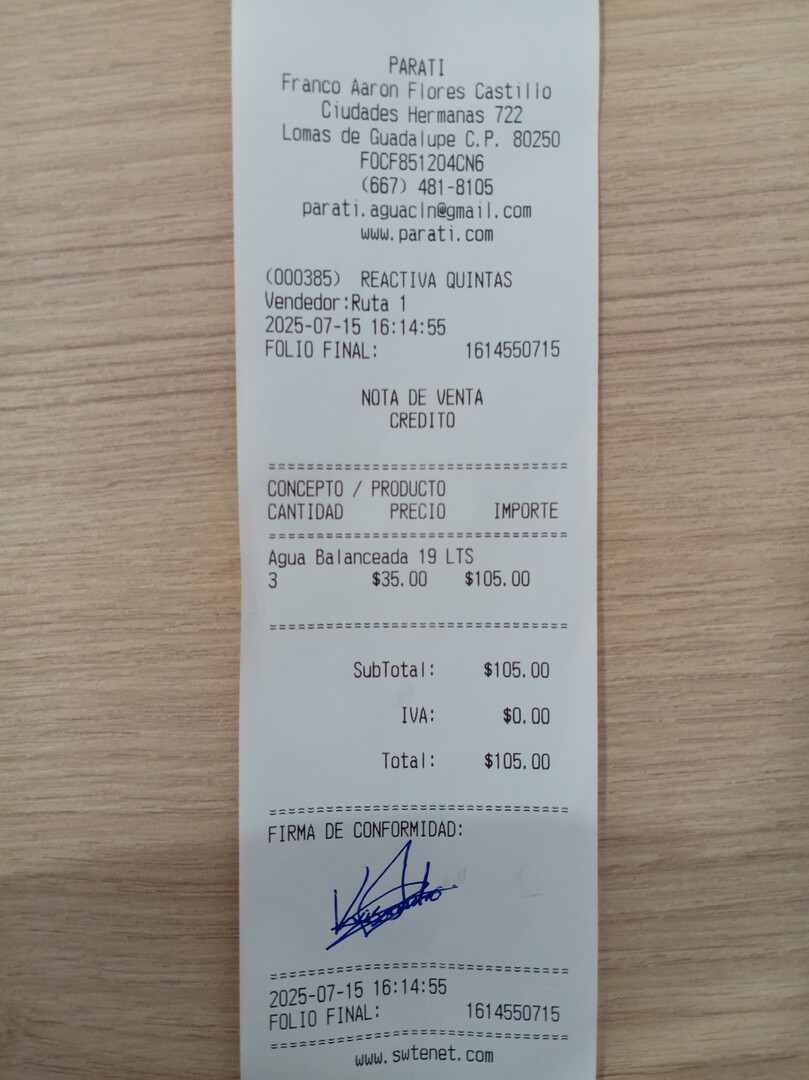 PARATI
Franco Aaron Flores Castillo
Ciudades Hermanas 722
Lomas de Guadalupe C.P. 80250
FOCF851204CN6
(667) 481-8105
parati.aguacln@gmail.com
www.parati.com
(000385) REACTIVA QUINTAS
Vendedor:Ruta 1
2025-07-15 16:14:55
FOLIO FINAL: 1614550715
NOTA DE VENTA
CREDITO
================================
CONCEPTO / PRODUCTO
CANTIDAD PRECIO IMPORTE
================================
Agua Balanceada 19 LTS
3 $35.00 $105.00
================================
SubTotal: $105.00
IVA: $0.00
Total: $105.00
================================
FIRMA DE CONFORMIDAD:
================================
2025-07-15 16:14:55
FOLIO FINAL: 1614550715
================================
www.swtenet.com